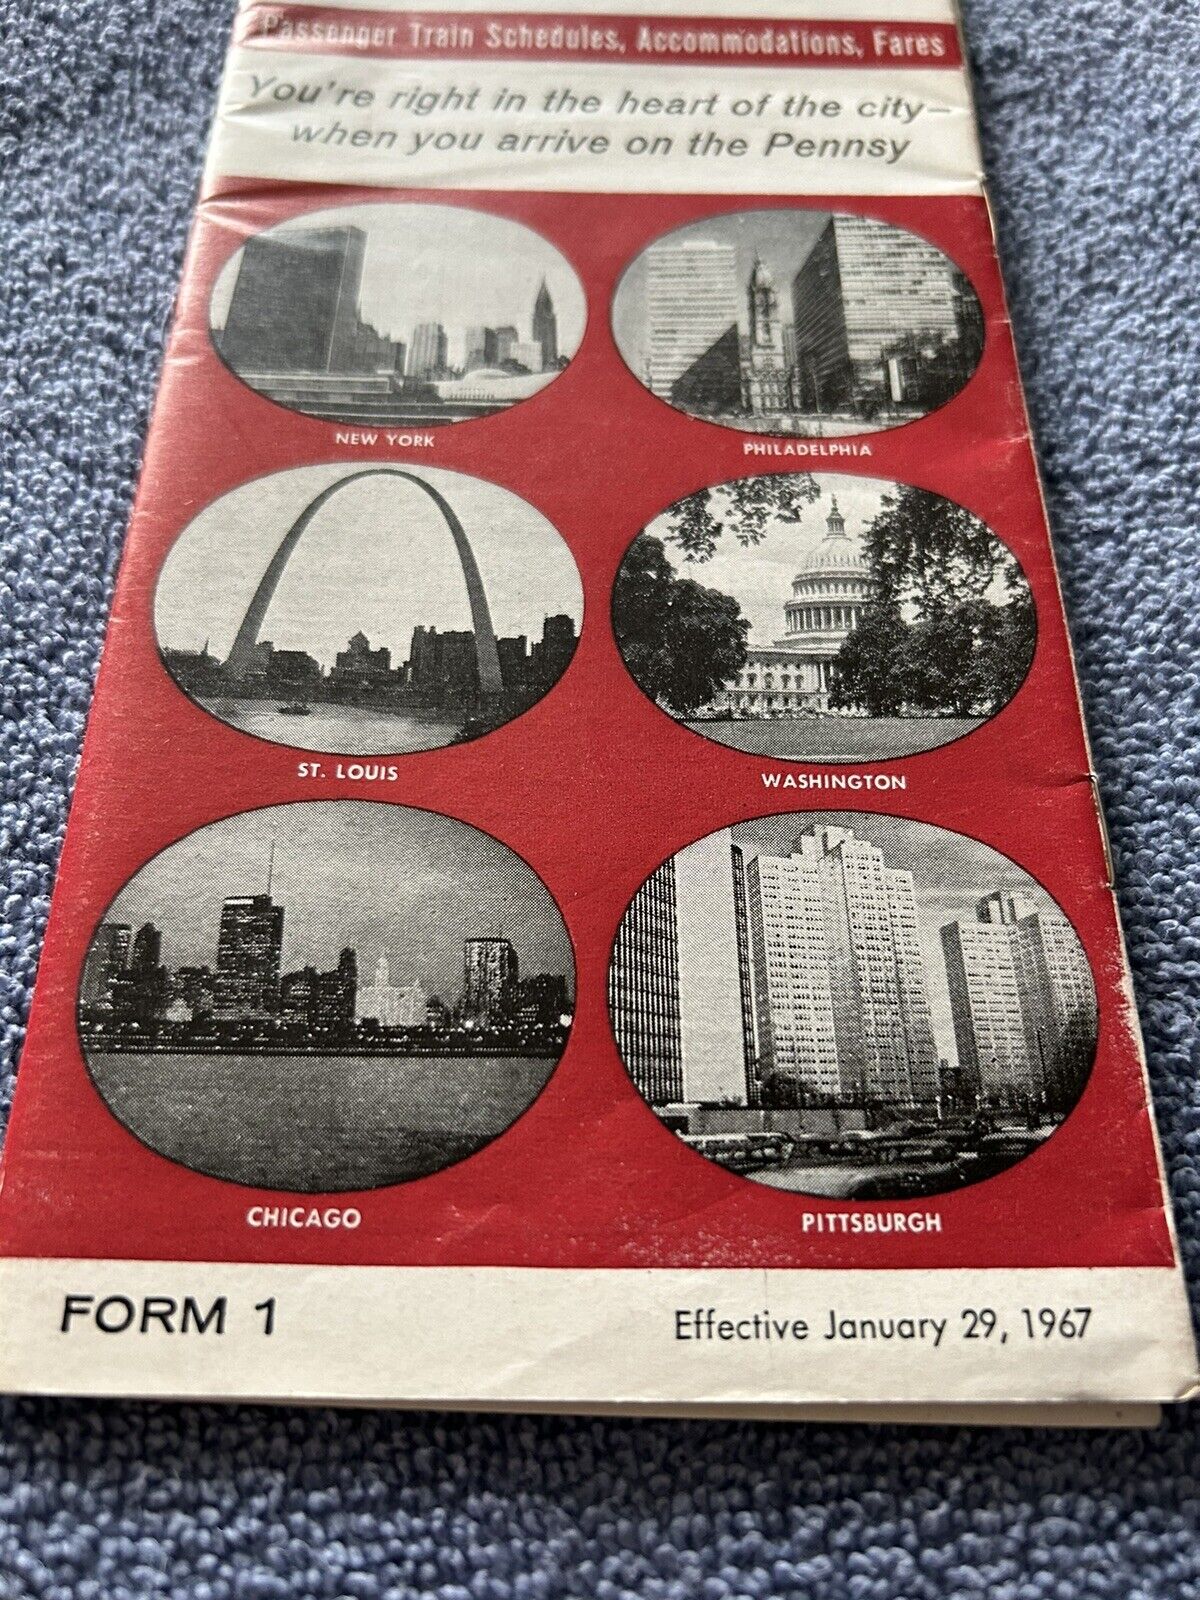 Passenger Train Schedules, Accommodations, Fares
You're right in the heart of the city—
when you arrive on the Pennsy
NEW YORK
PHILADELPHIA
ST. LOUIS
WASHINGTON
CHICAGO
PITTSBURGH
FORM 1
Effective January 29, 1967